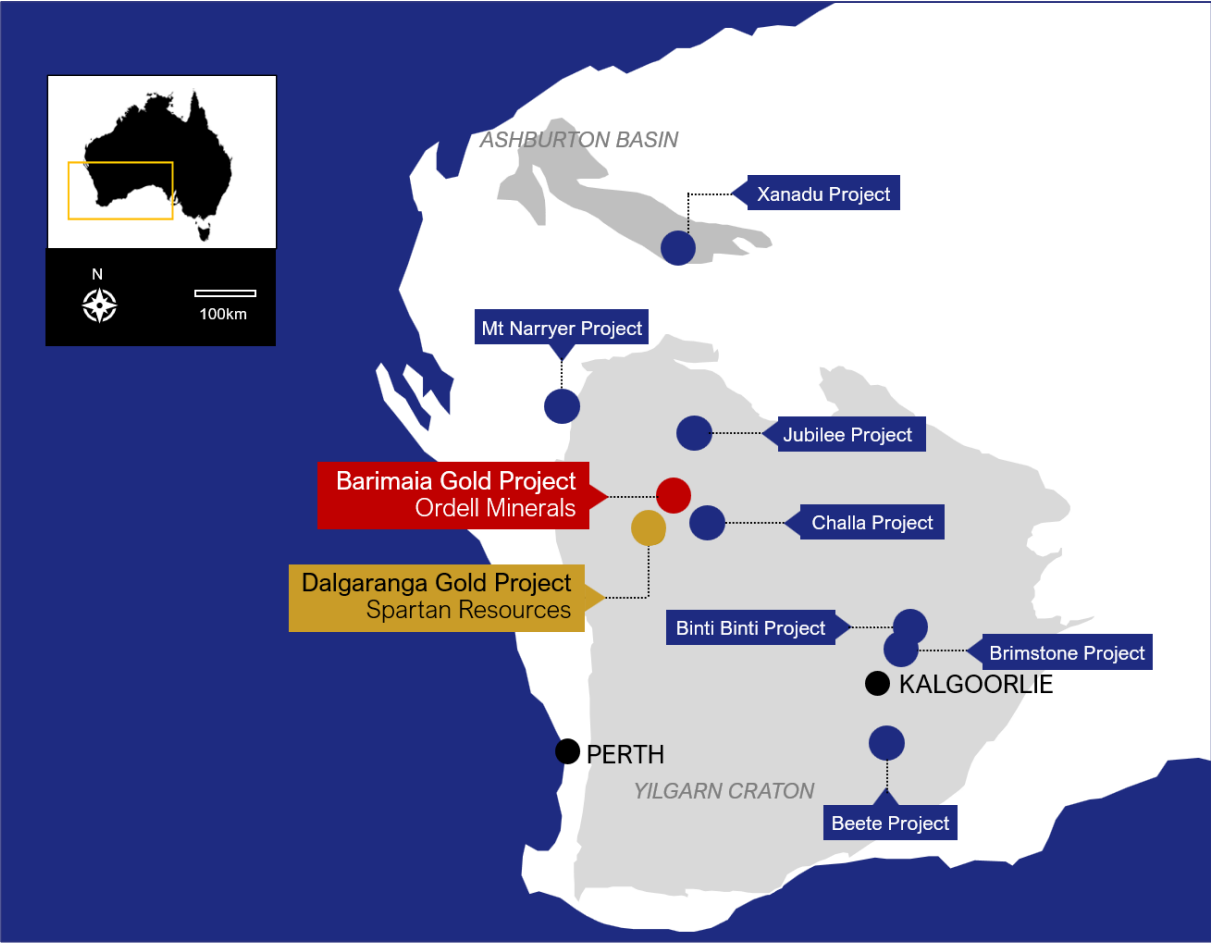 ASHBURTON BASIN
Xanadu Project
N
100km
Mt Narryer Project
Jubilee Project
Barimaia Gold Project
Ordell Minerals
Challa Project
Dalgaranga Gold Project
Spartan Resources
Binti Binti Project
Brimstone Project
KALGOORLIE
PERTH
YILGARN CRATON
Beete Project